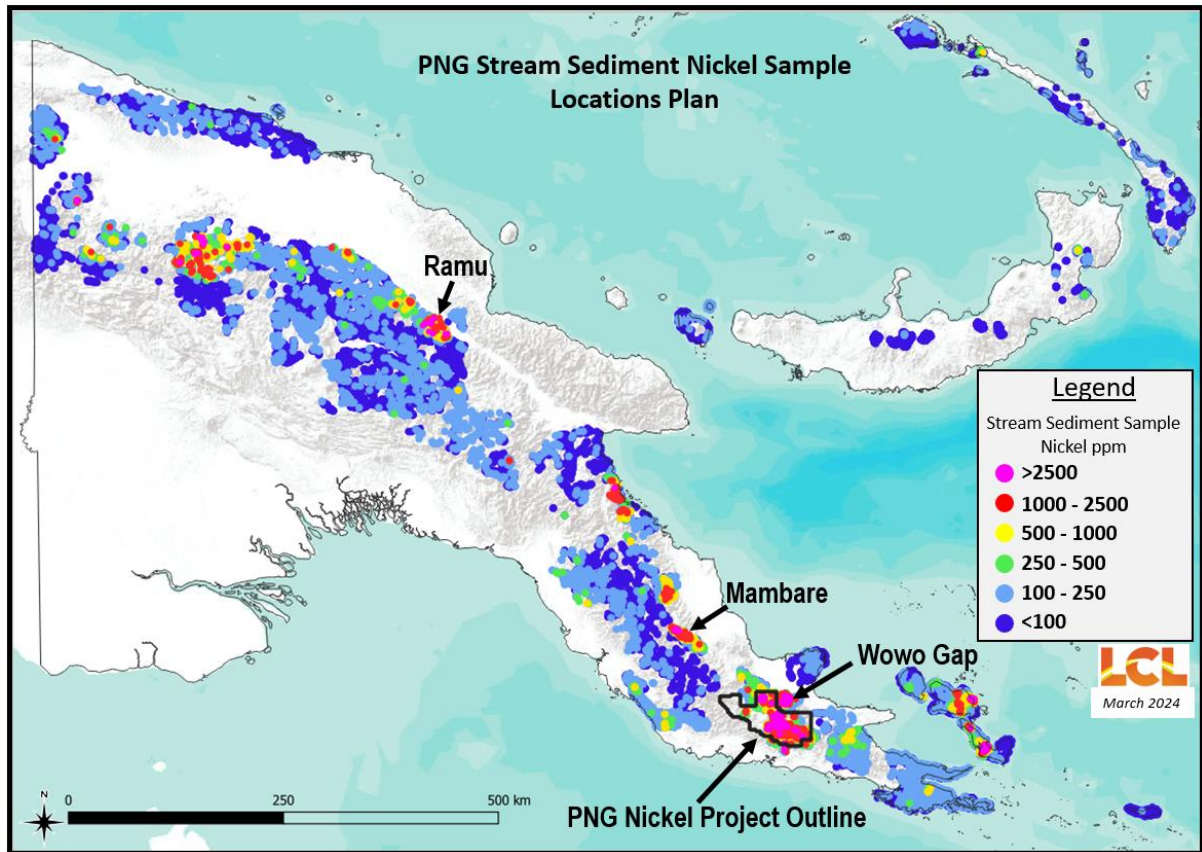 PNG Stream Sediment Nickel Sample
Locations Plan
Ramu
Mambare
Wowo Gap
PNG Nickel Project Outline
Legend
Stream Sediment Sample
Nickel ppm
>2500
1000 - 2500
500 - 1000
250 - 500
100 - 250
<100
LCL
March 2024
N
0 250 500 km